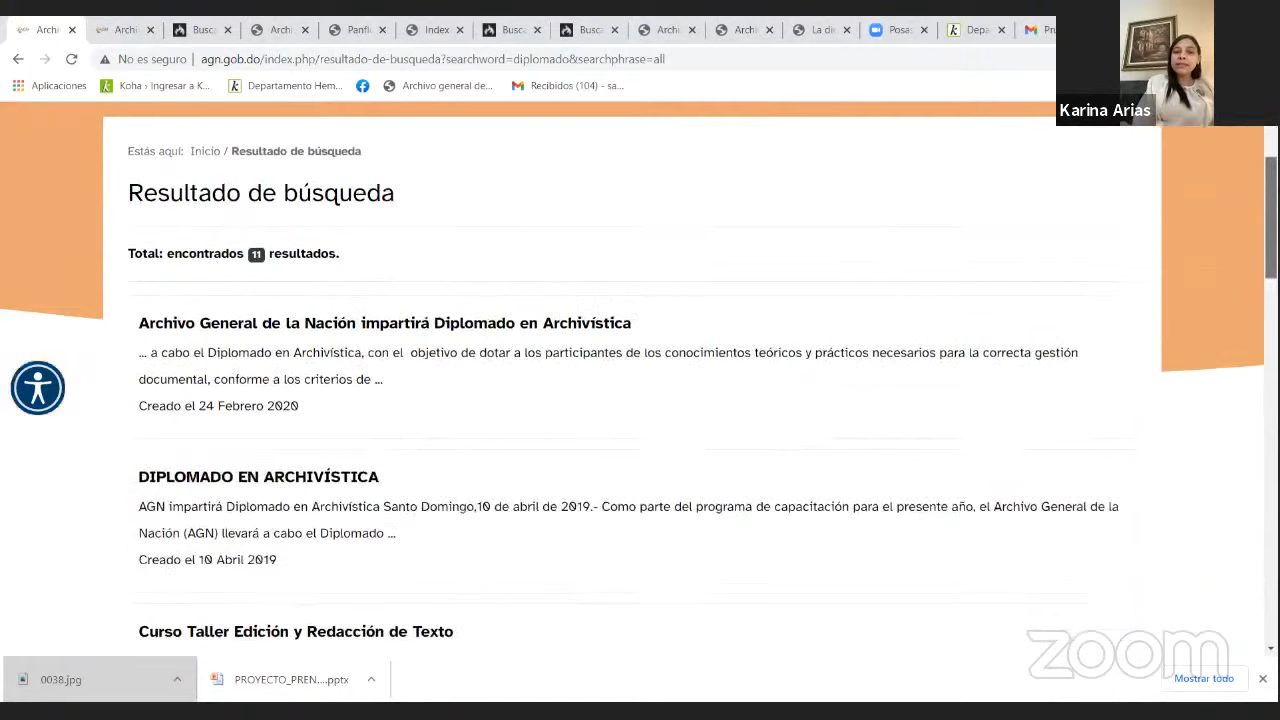 Archi
Archi
Busca
Archi
Panfl
Index
Busc
Busc
Archi
Archi
La di
Posa
Depa
No es seguro
agn.gob.do/index.php/resultado-de-busqued
1=diplomado&searchphrase=all
Aplicaciones
Koha › Ingresar a K...
Departamento Hem...
Archivo general de...
Recibidos (104) - sa...
Karina Arias
Estás aquí: Inicio / Resultado de búsqueda
Resultado de búsqueda
Total: encontrados 11 resultados.
Archivo General de la Nación impartirá Diplomado en Archivística
... a cabo el Diplomado en Archivística, con el objetivo de dotar a los participantes de los conocimientos teóricos y prácticos necesarios para la correcta gestión
documental, conforme a los criterios de ...
Creado el 24 Febrero 2020
DIPLOMADO EN ARCHIVÍSTICA
AGN impartirá Diplomado en Archivística Santo Domingo,10 de abril de 2019.- Como parte del programa de capacitación para el presente año, el Archivo General de la
Nación (AGN) llevará a cabo el Diplomado ...
Creado el 10 Abril 2019
Curso Taller Edición y Redacción de Texto
zoom
0038.jpg
PROYECTO_PREN....pptx
Mostrar todo